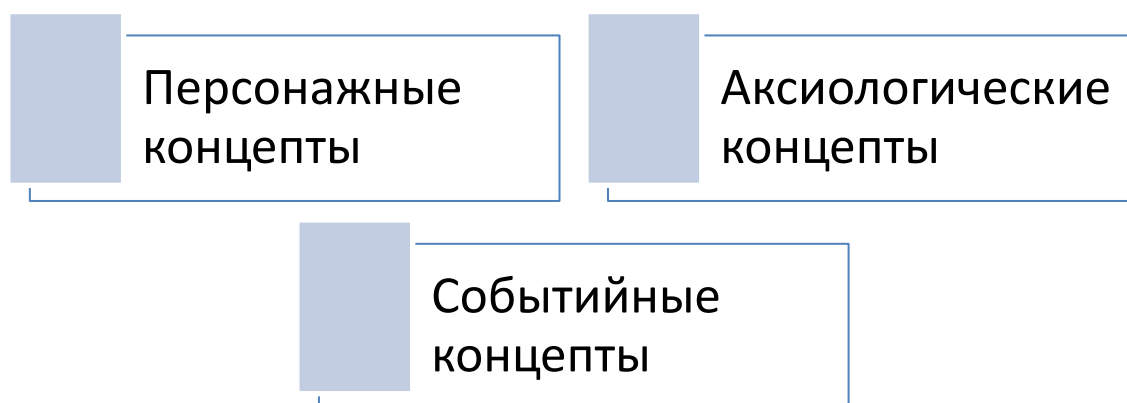 Персонажные
концепты
Аксиологические
концепты
Событийные
концепты